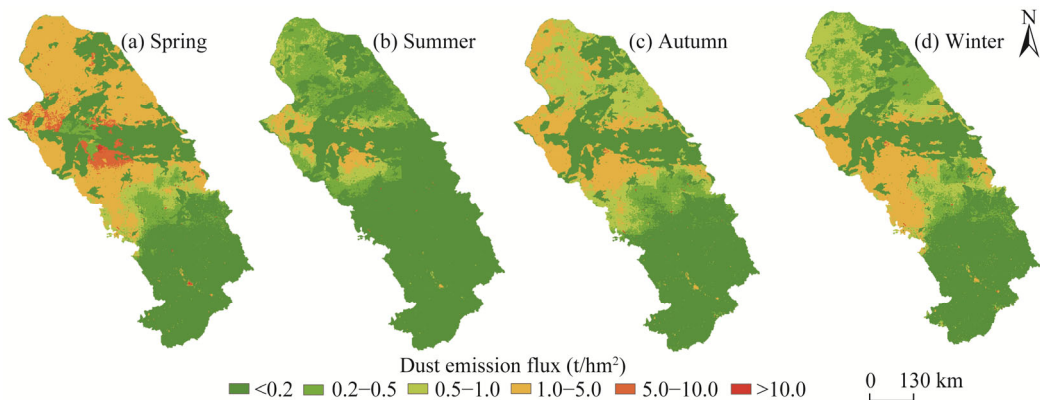 (a) Spring
(b) Summer
(c) Autumn
(d) Winter
N
Dust emission flux (t/hm²)
<0.2 0.2−0.5 0.5−1.0 1.0−5.0 5.0−10.0 >10.0
0 130 km